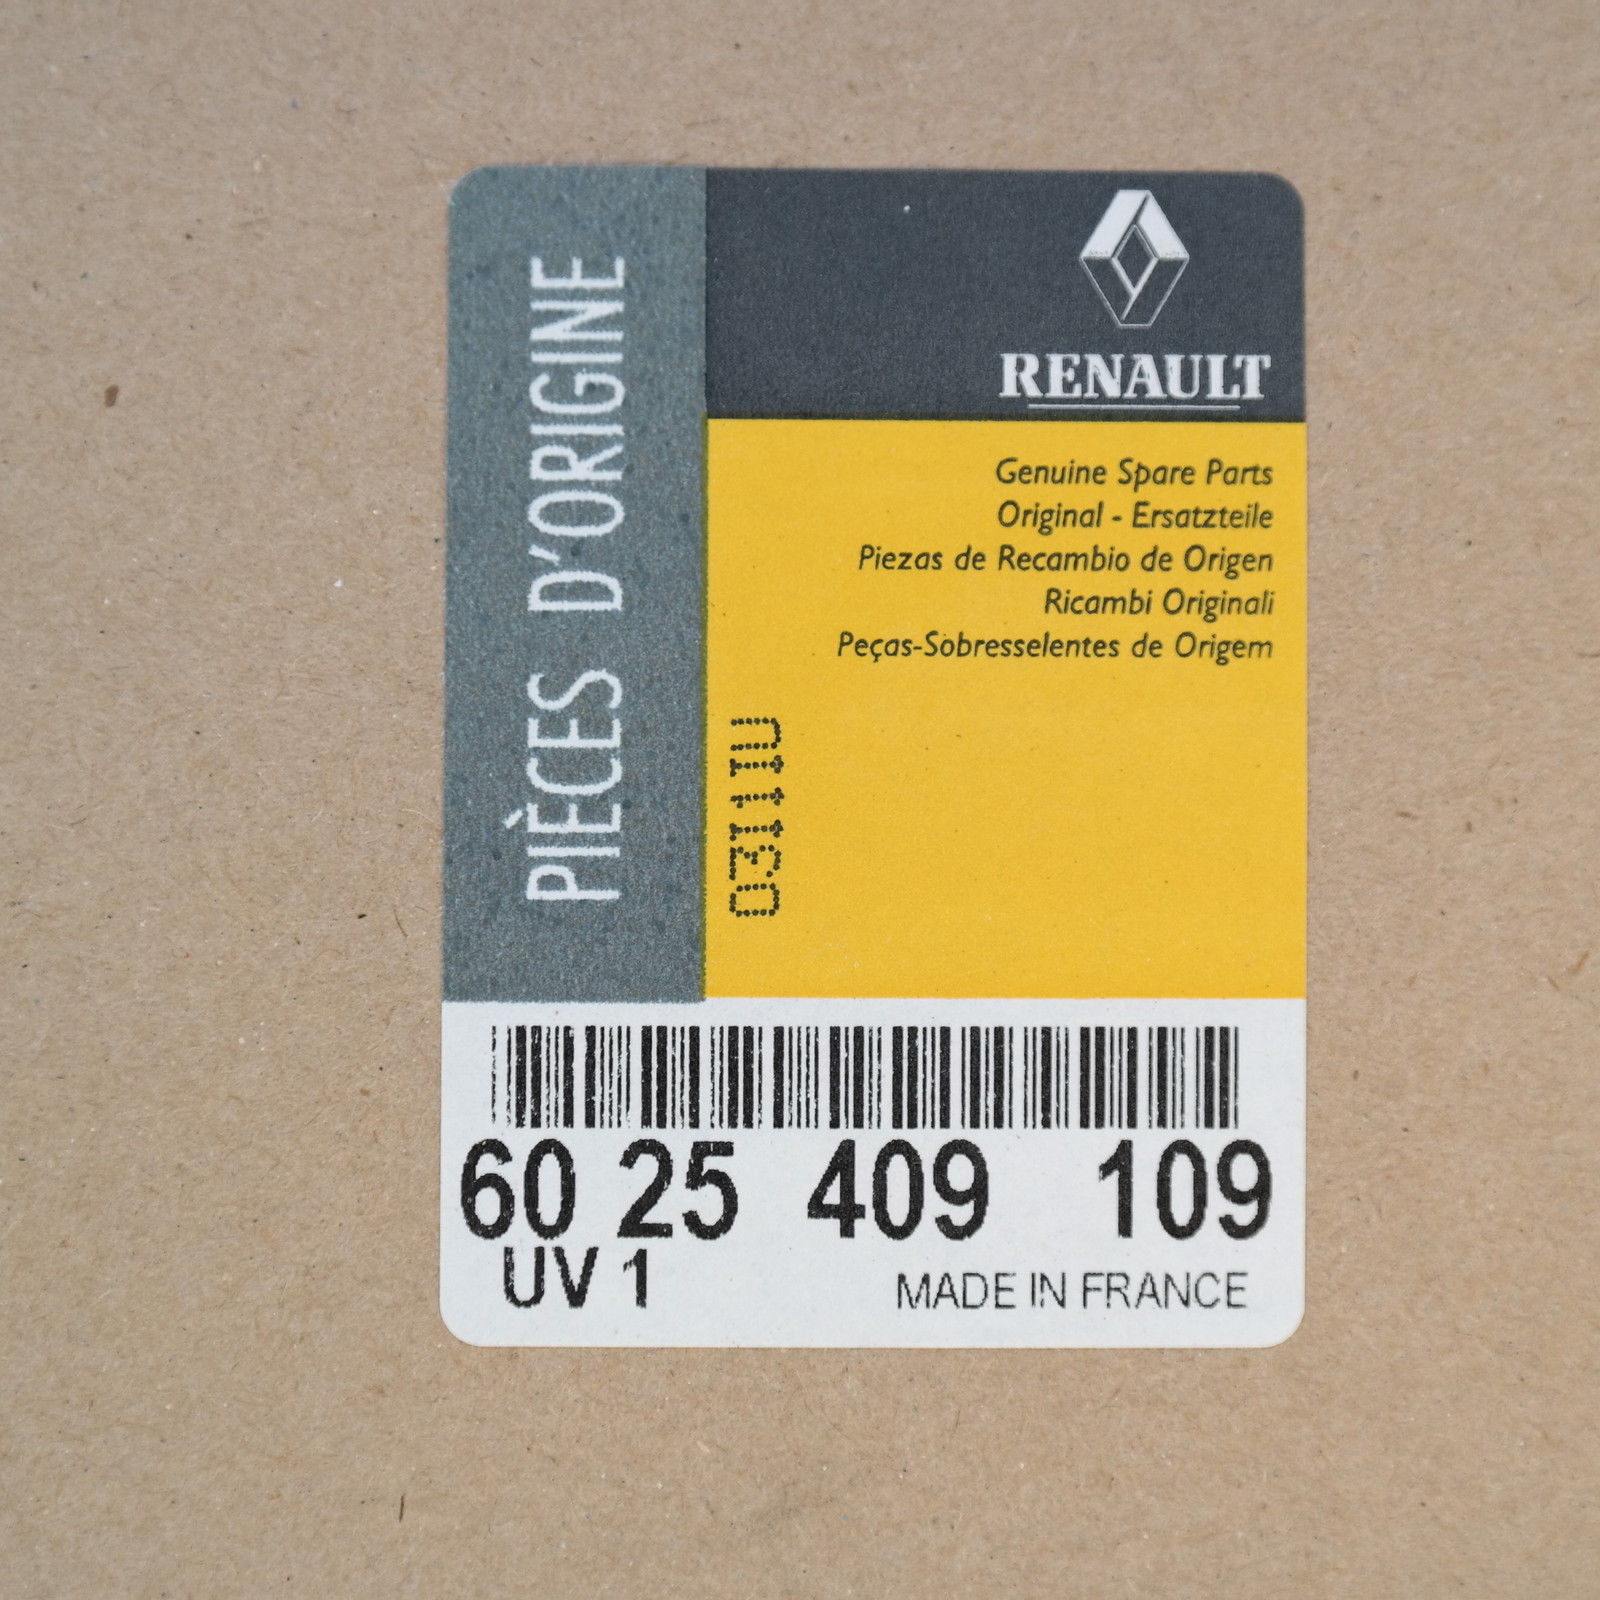 PIÈCES D'ORIGINE
RENAULT
Genuine Spare Parts
Original - Ersatzteile
Piezas de Recambio de Origen
Ricambi Originali
Peças-Sobresselentes de Origem
03111U
60 25 409 109
UV 1
MADE IN FRANCE